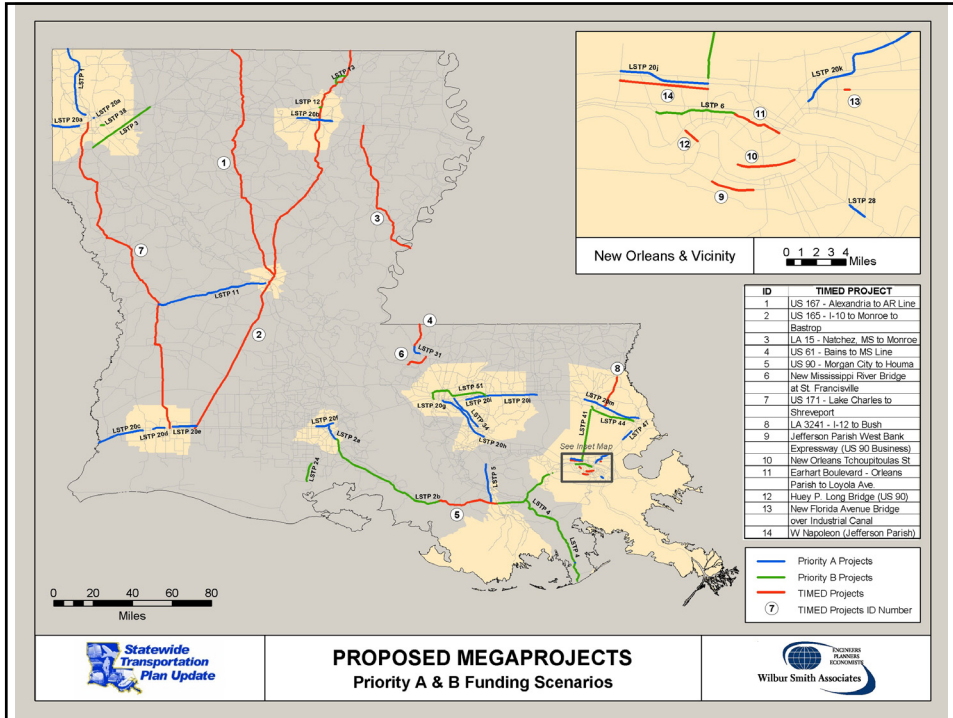 LSTP 1
LSTP 20a
LSTP 38
LSTP 3
LSTP 20a
LSTP 13
LSTP 12
LSTP 20b
1
3
7
LSTP 11
2
4
6
LSTP 31
8
LSTP 51
LSTP 20g
LSTP 20i
LSTP 20j
LSTP 34
LSTP 20h
LSTP 20m
LSTP 44
LSTP 41
LSTP 47
See Inset Map
LSTP 20c
LSTP 20d
LSTP 20e
LSTP 20f
LSTP 2a
LSTP 24
LSTP 2b
5
LSTP 5
LSTP 4
LSTP 4
0 20 40 60 80
Miles
LSTP 20j
14
LSTP 20k
13
LSTP 6
11
12
10
9
LSTP 28
New Orleans & Vicinity
0 1 2 3 4
Miles
ID TIMED PROJECT
1 US 167 - Alexandria to AR Line
2 US 165 - I-10 to Monroe to
Bastrop
3 LA 15 - Natchez, MS to Monroe
4 US 61 - Bains to MS Line
5 US 90 - Morgan City to Houma
6 New Mississippi River Bridge
at St. Francisville
7 US 171 - Lake Charles to
Shreveport
8 LA 3241 - I-12 to Bush
9 Jefferson Parish West Bank
Expressway (US 90 Business)
10 New Orleans Tchoupitoulas St
11 Earhart Boulevard - Orleans
Parish to Loyola Ave.
12 Huey P. Long Bridge (US 90)
13 New Florida Avenue Bridge
over Industrial Canal
14 W Napoleon (Jefferson Parish)
Priority A Projects
Priority B Projects
TIMED Projects
7 TIMED Projects ID Number
Statewide
Transportation
Plan Update
PROPOSED MEGAPROJECTS
Priority A & B Funding Scenarios
ENGINEERS
PLANNERS
ECONOMISTS
Wilbur Smith Associates